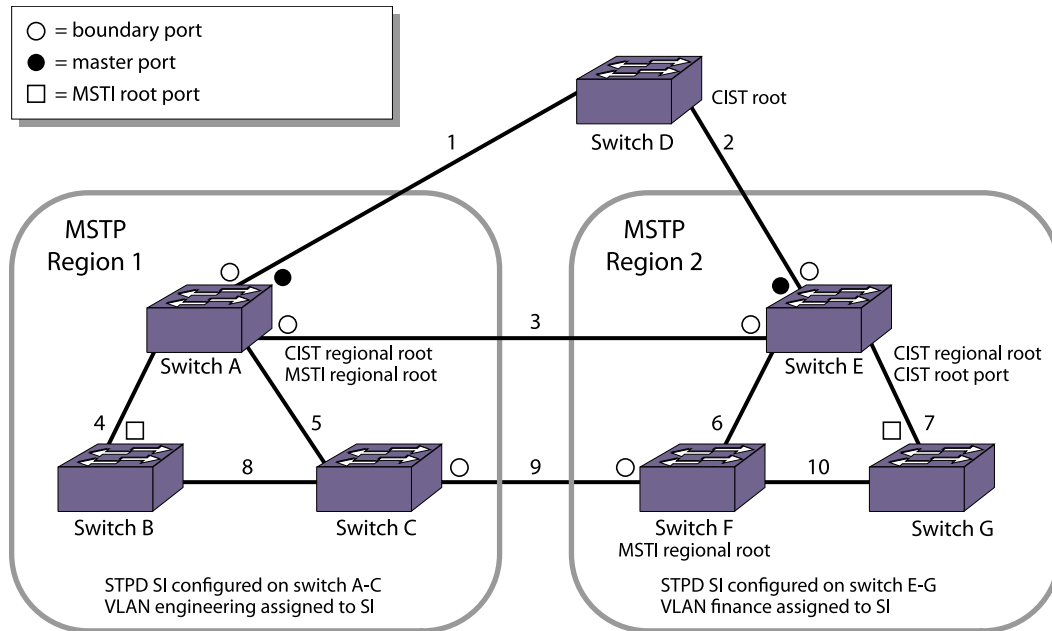 = boundary port
= master port
= MSTI root port
CIST root
Switch D
1
2
MSTP
Region 1
MSTP
Region 2
3
Switch A
CIST regional root
MSTI regional root
Switch E
CIST regional root
CIST root port
4
5
6
7
8
9
10
Switch B
Switch C
Switch F
MSTI regional root
Switch G
STPD SI configured on switch A-C
VLAN engineering assigned to SI
STPD SI configured on switch E-G
VLAN finance assigned to SI